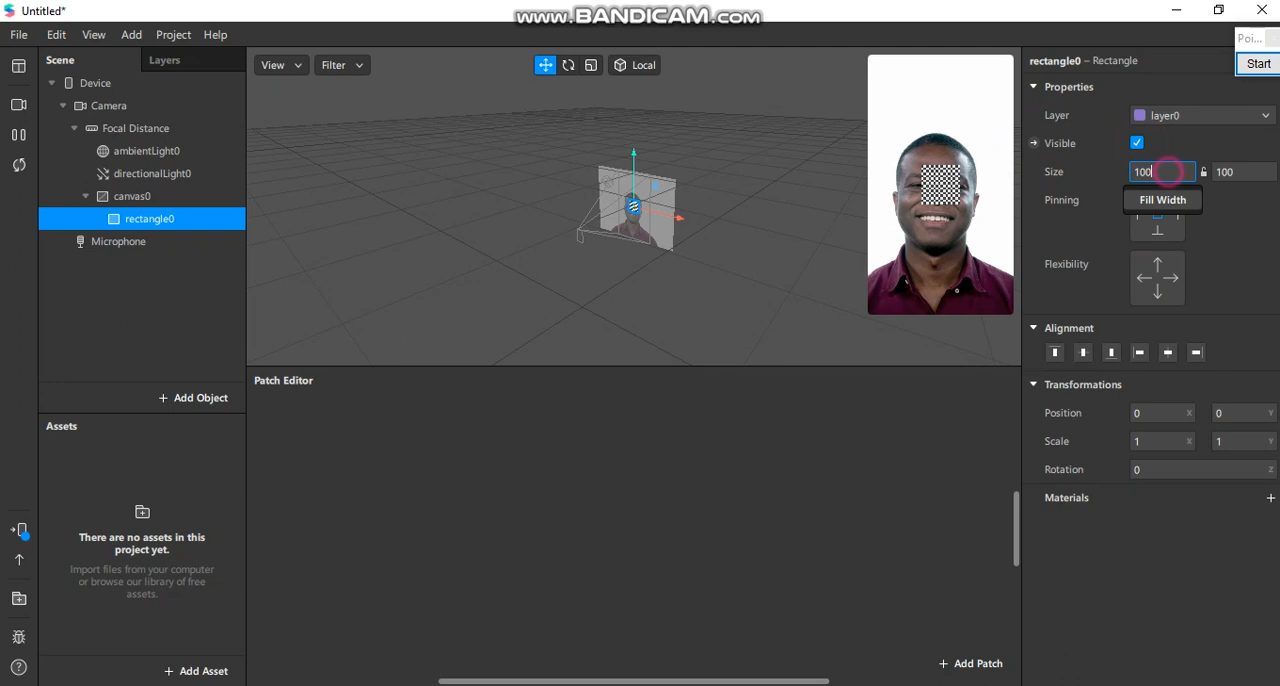 Untitled*
www.BANDICAM.com
File Edit View Add Project Help
Poi...
Start
Scene Layers
Device
Camera
Focal Distance
ambientLight0
directionalLight0
canvas0
rectangle0
Microphone
+ Add Object
View Filter Local
rectangle0 – Rectangle
Properties
Layer layer0
Visible
Size 100 100
Pinning Fill Width
Flexibility
Alignment
Transformations
Position 0 X 0 Y
Scale 1 X 1 Y
Rotation 0 Z
Materials +
Assets
There are no assets in this
project yet.
Import files from your computer
or browse our library of free
assets.
+ Add Asset
Patch Editor
+ Add Patch